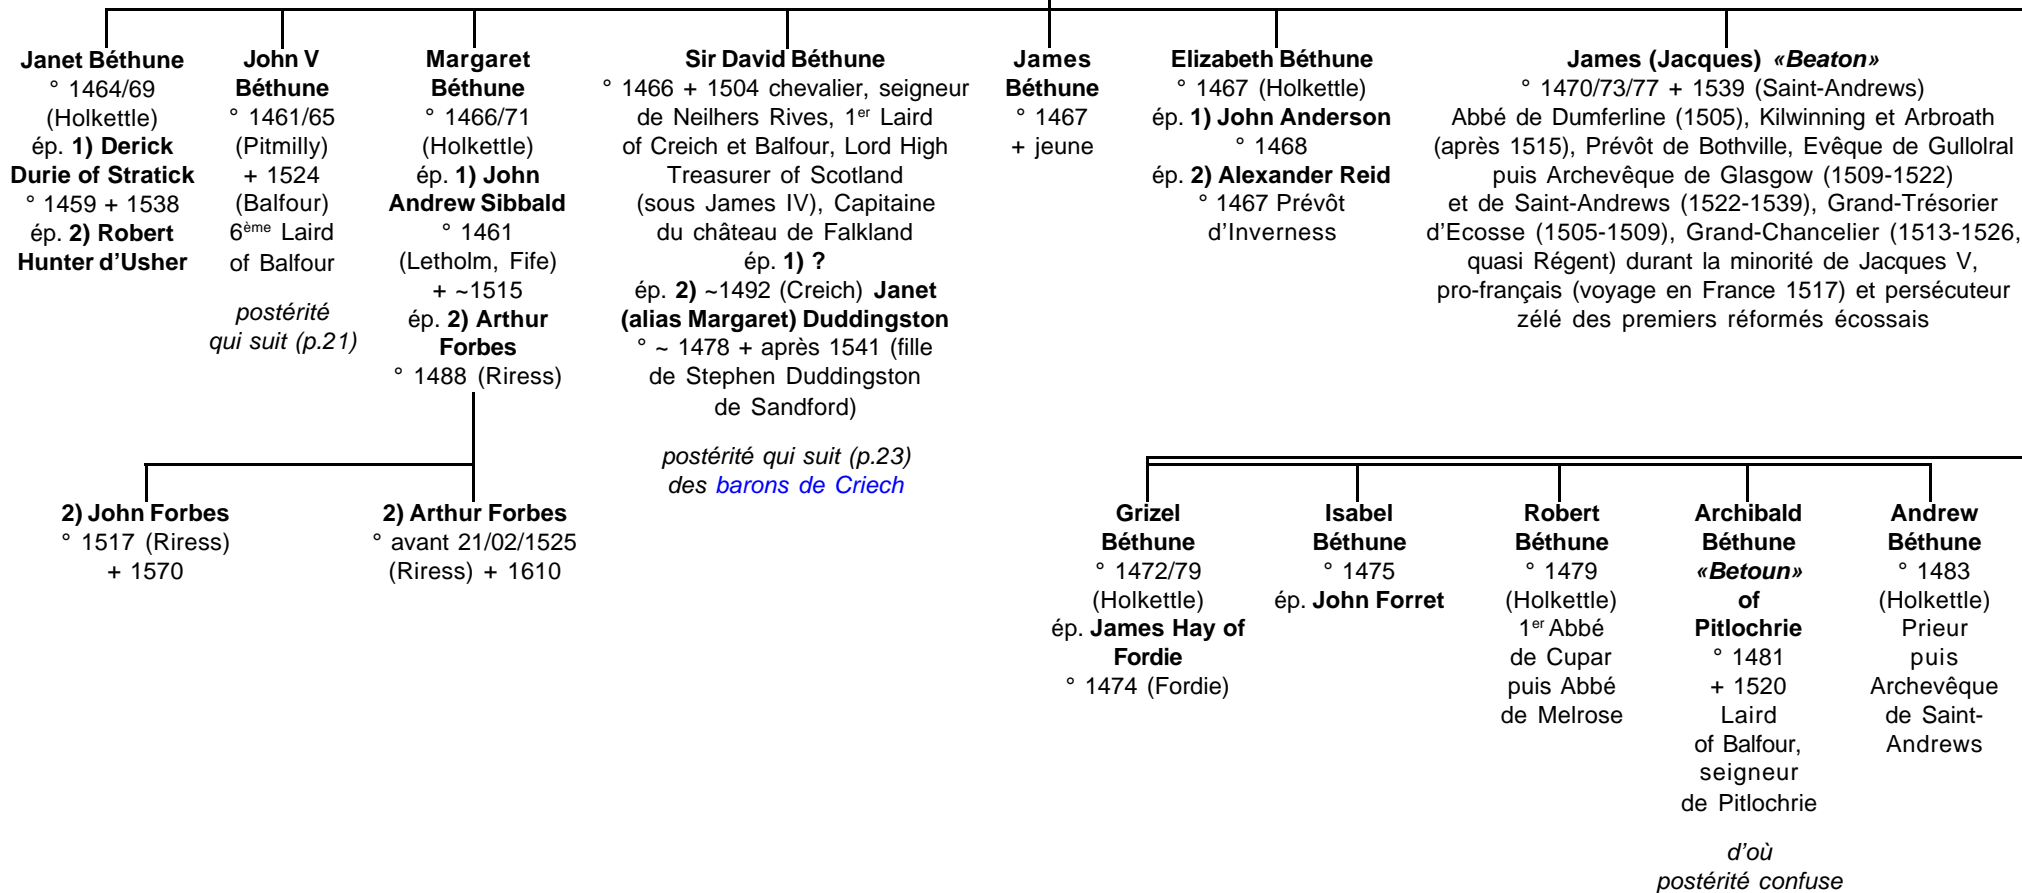 Janet Béthune
° 1464/69
(Holkettle)
ép. 1) Derick
Durie of Stratick
° 1459 + 1538
ép. 2) Robert
Hunter d'Usher
John V
Béthune
° 1461/65
(Pitmilly)
+ 1524
(Balfour)
6ème Laird
of Balfour
postérité
qui suit (p.21)
Margaret
Béthune
° 1466/71
(Holkettle)
ép. 1) John
Andrew Sibbald
° 1461
(Letholm, Fife)
+ ~1515
ép. 2) Arthur
Forbes
° 1488 (Riress)
Sir David Béthune
° 1466 + 1504 chevalier, seigneur
de Neilhers Rives, 1er Laird
of Creich et Balfour, Lord High
Treasurer of Scotland
(sous James IV), Capitaine
du château de Falkland
ép. 1) ?
ép. 2) ~1492 (Creich) Janet
(alias Margaret) Duddingston
° ~ 1478 + après 1541 (fille
de Stephen Duddingston
de Sandford)
postérité qui suit (p.23)
des barons de Criech
James
Béthune
° 1467
+ jeune
Elizabeth Béthune
° 1467 (Holkettle)
ép. 1) John Anderson
° 1468
ép. 2) Alexander Reid
° 1467 Prévôt
d'Inverness
James (Jacques) «Beaton»
° 1470/73/77 + 1539 (Saint-Andrews)
Abbé de Dumferline (1505), Kilwinning et Arbroath
(après 1515), Prévôt de Bothville, Evêque de Gullolral
puis Archevêque de Glasgow (1509-1522)
et de Saint-Andrews (1522-1539), Grand-Trésorier
d'Ecosse (1505-1509), Grand-Chancelier (1513-1526,
quasi Régent) durant la minorité de Jacques V,
pro-français (voyage en France 1517) et persécuteur
zélé des premiers réformés écossais
2) John Forbes
° 1517 (Riress)
+ 1570
2) Arthur Forbes
° avant 21/02/1525
(Riress) + 1610
Grizel
Béthune
° 1472/79
(Holkettle)
ép. James Hay of
Fordie
° 1474 (Fordie)
Isabel
Béthune
° 1475
ép. John Forret
Robert
Béthune
° 1479
(Holkettle)
1er Abbé
de Cupar
puis Abbé
de Melrose
Archibald
Béthune
«Betoun»
of
Pitlochrie
° 1481
+ 1520
Laird
of Balfour,
seigneur
de Pitlochrie
d'où
postérité confuse
Andrew
Béthune
° 1483
(Holkettle)
Prieur
puis
Archevêque
de Saint-
Andrews